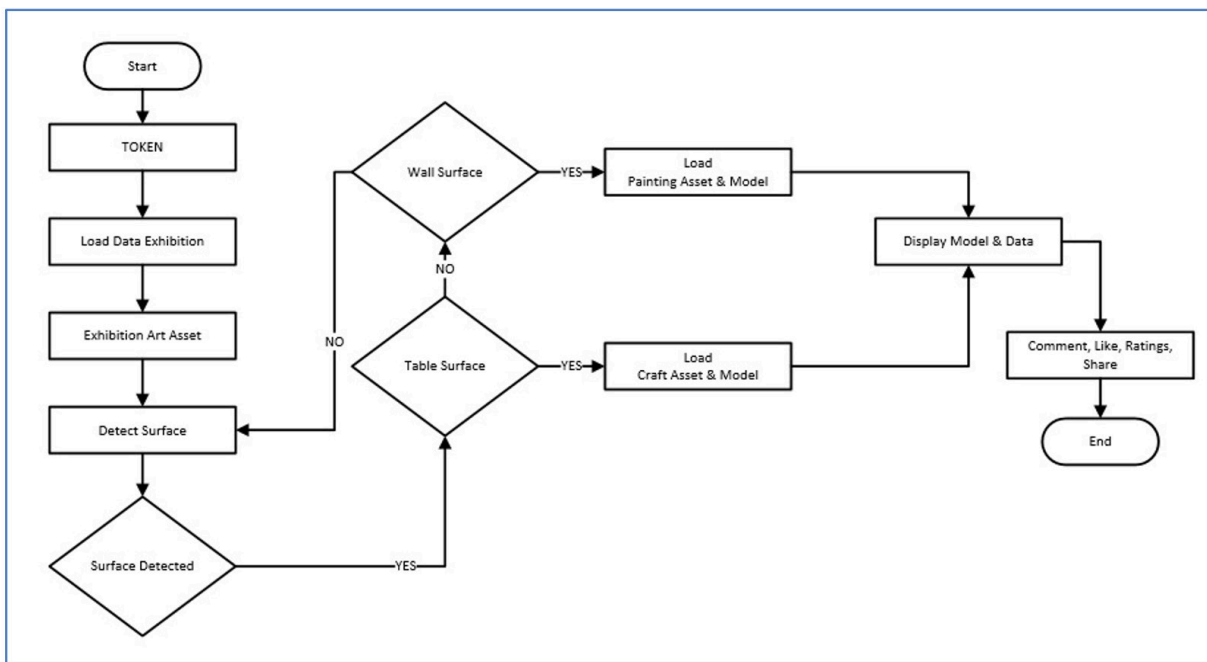 Start
TOKEN
Load Data Exhibition
Exhibition Art Asset
Detect Surface
Surface Detected
YES
Table Surface
NO
Wall Surface
NO
YES
Load
Painting Asset & Model
YES
Load
Craft Asset & Model
Display Model & Data
Comment, Like, Ratings,
Share
End